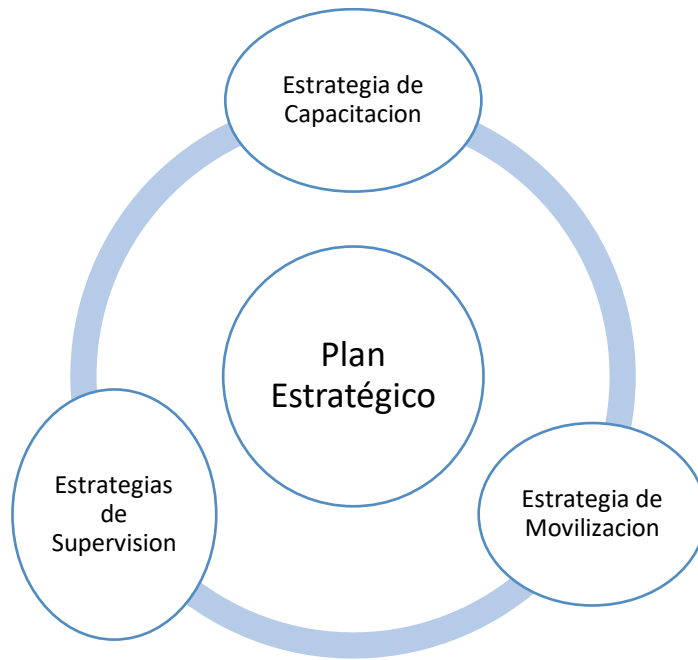 Estrategia de
Capacitacion
Plan
Estratégico
Estrategias
de
Supervision
Estrategia de
Movilizacion